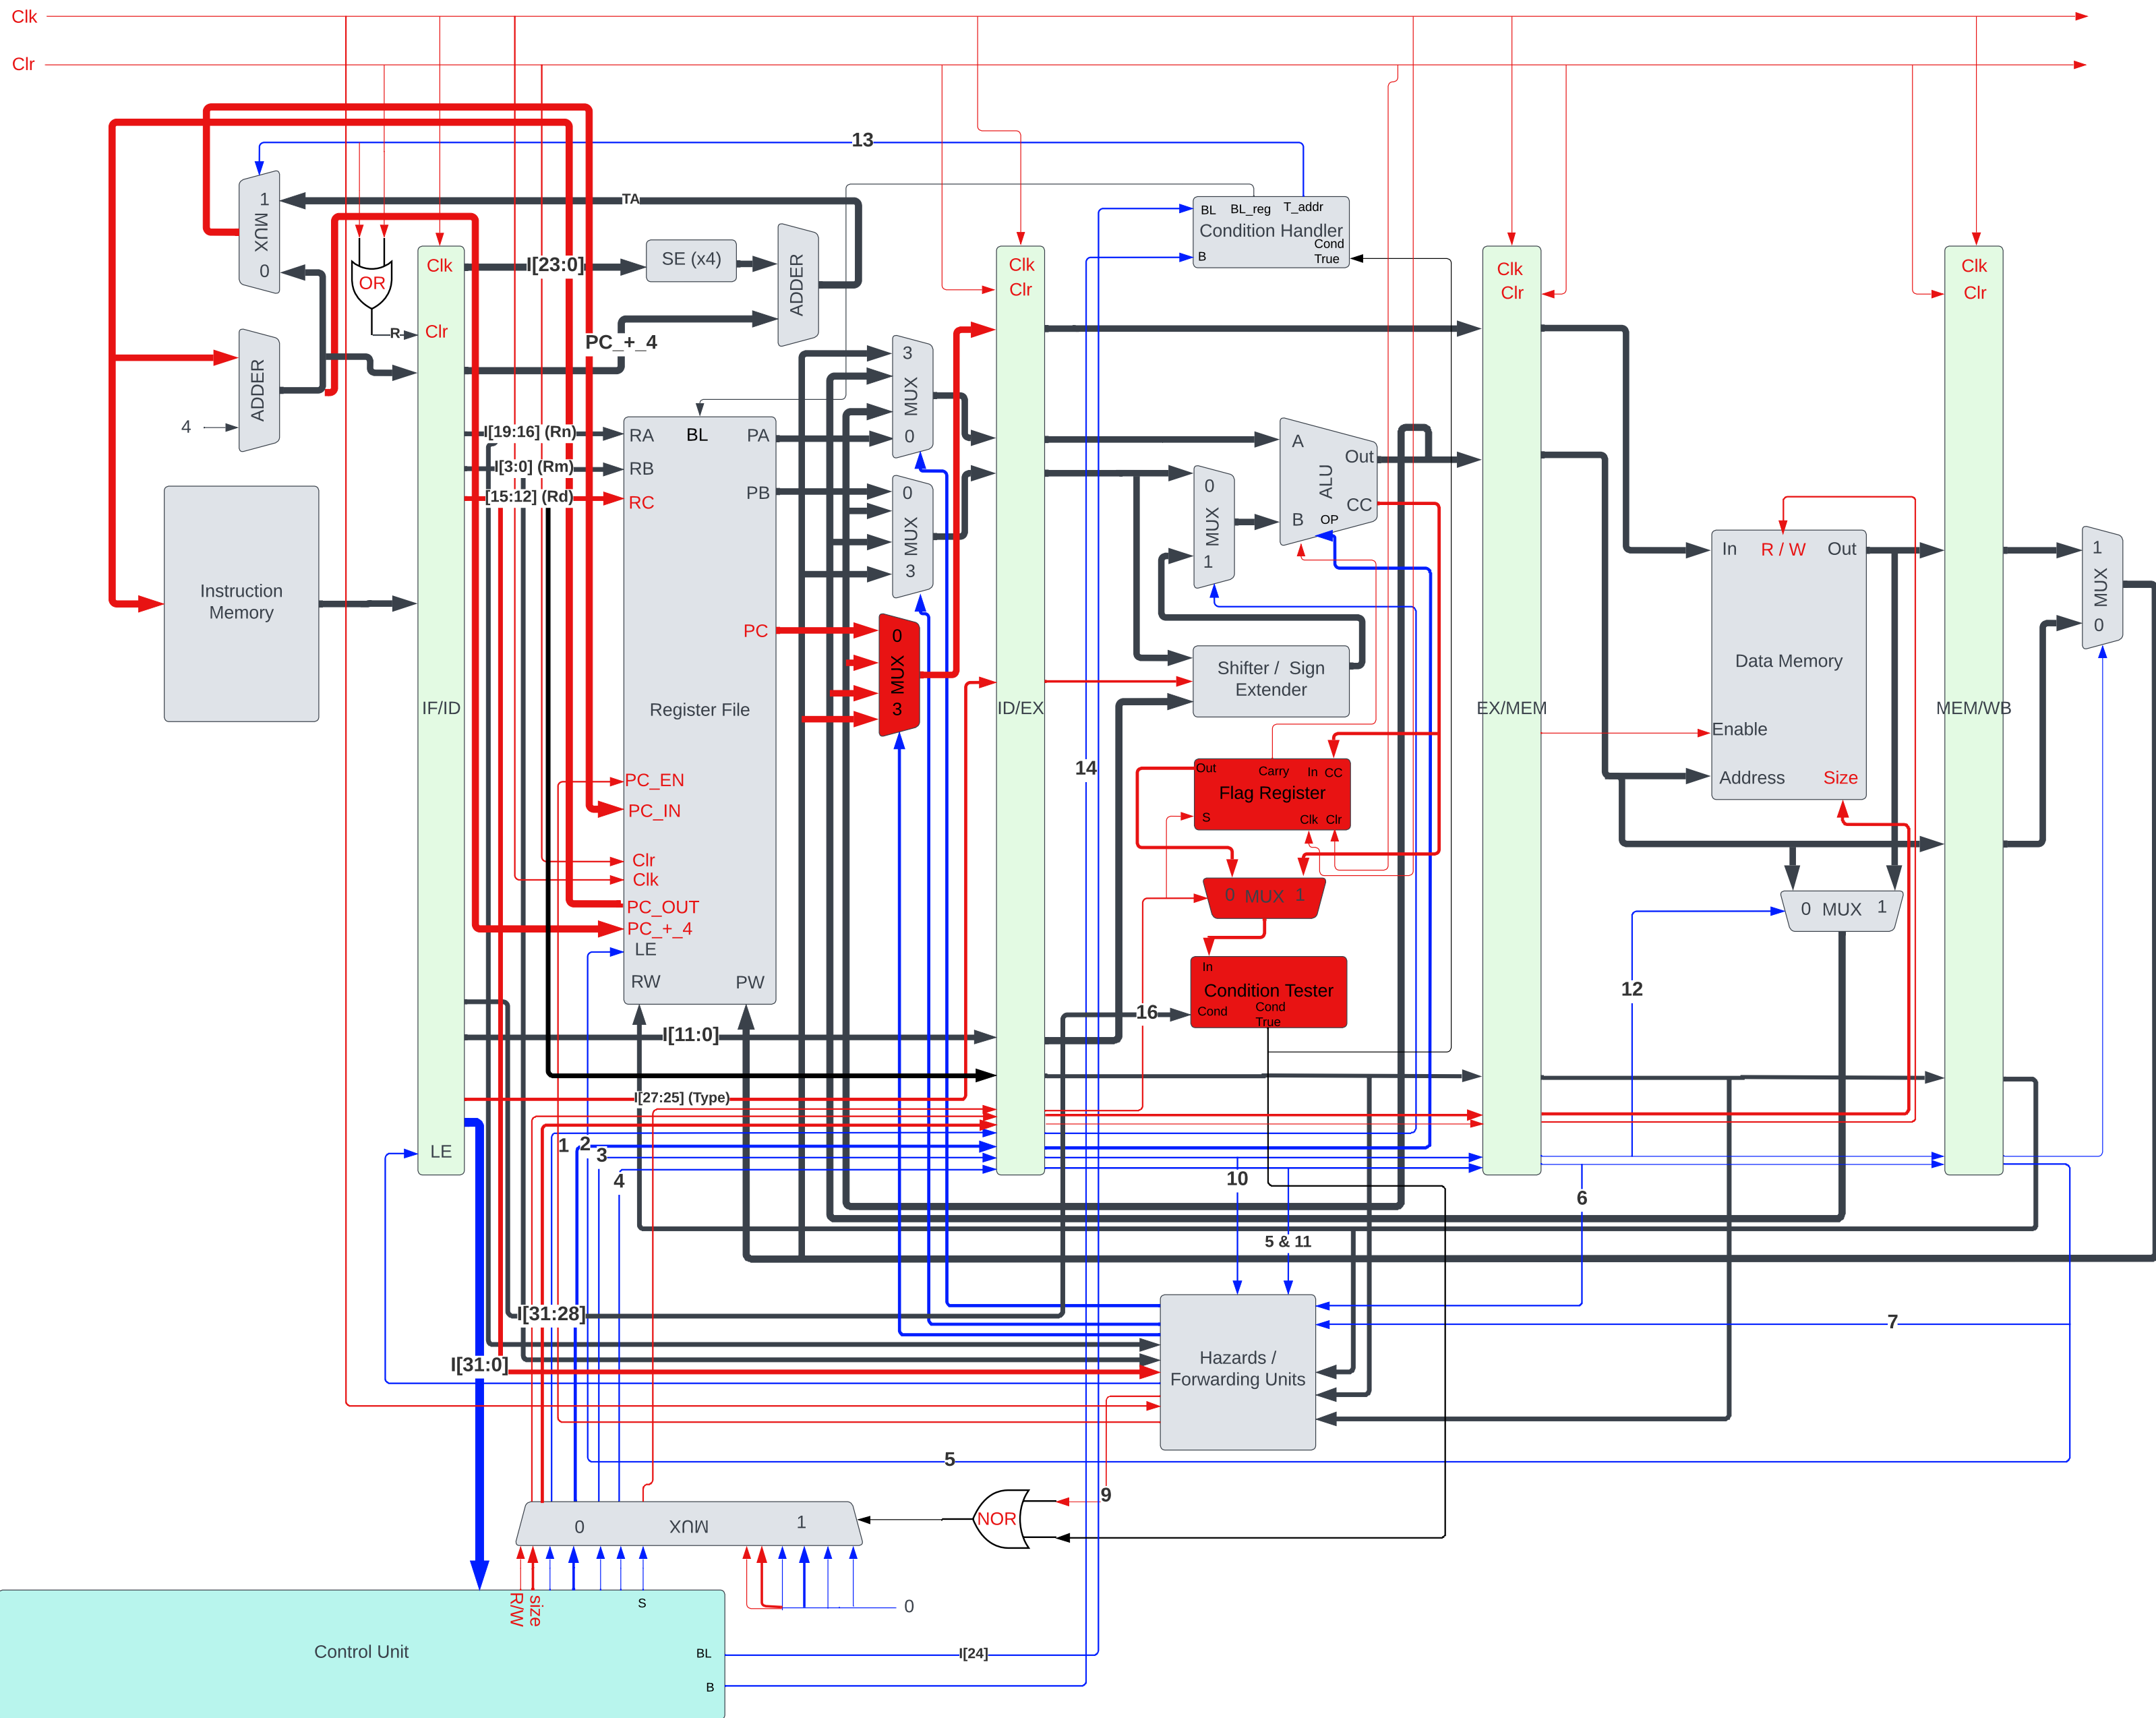 Clk
Clr
13
1
MUX
0
TA
OR
R
ADDER
4
Instruction
Memory
Clk
Clr
IF/ID
LE
I[23:0]
SE (x4)
ADDER
PC_+_4
I[19:16] (Rn)
I[3:0] (Rm)
[15:12] (Rd)
RA
BL
PA
RB
PB
RC
PC
Register File
PC_EN
PC_IN
Clr
Clk
PC_OUT
PC_+_4
LE
RW
PW
3
MUX
0
0
MUX
3
0
MUX
3
I[11:0]
I[27:25] (Type)
Clk
Clr
ID/EX
BL
BL_reg
T_addr
Condition Handler
Cond
True
B
A
Out
ALU
CC
B
OP
0
MUX
1
Shifter / Sign
Extender
14
Out
Carry
In
CC
Flag Register
S
Clk
Clr
0
MUX
1
In
Condition Tester
Cond
Cond
True
16
Clk
Clr
EX/MEM
In
R / W
Out
Data Memory
Enable
Address
Size
0
MUX
1
12
Clk
Clr
MEM/WB
1
MUX
0
1
2
3
4
10
6
5 & 11
7
I[31:28]
I[31:0]
Hazards /
Forwarding Units
5
9
NOR
0
MUX
1
0
R/W
size
S
Control Unit
BL
B
I[24]